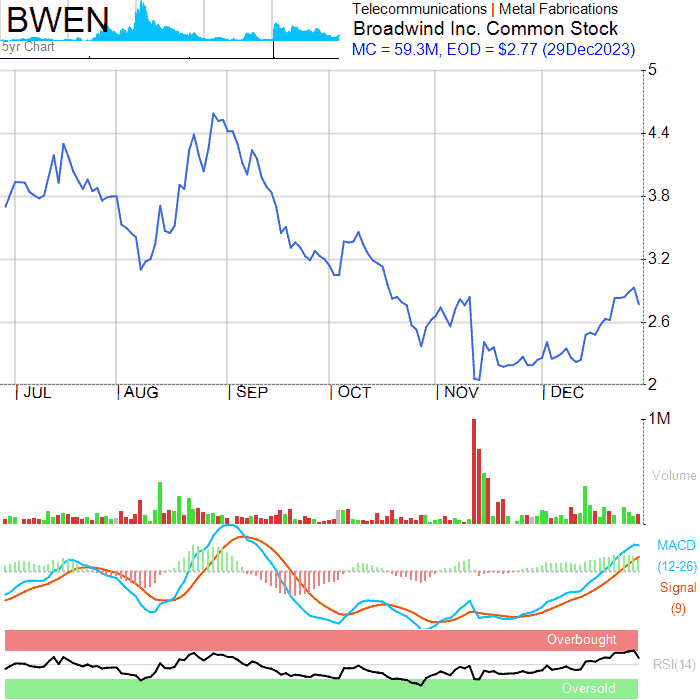 BWEN
5yr Chart
Telecommunications | Metal Fabrications
Broadwind Inc. Common Stock
MC = 59.3M, EOD = $2.77 (29Dec2023)
5
4.4
3.8
3.2
2.6
2
JUL AUG SEP OCT NOV DEC
1M
Volume
MACD
(12-26)
Signal
(9)
Overbought
RSI(14)
Oversold